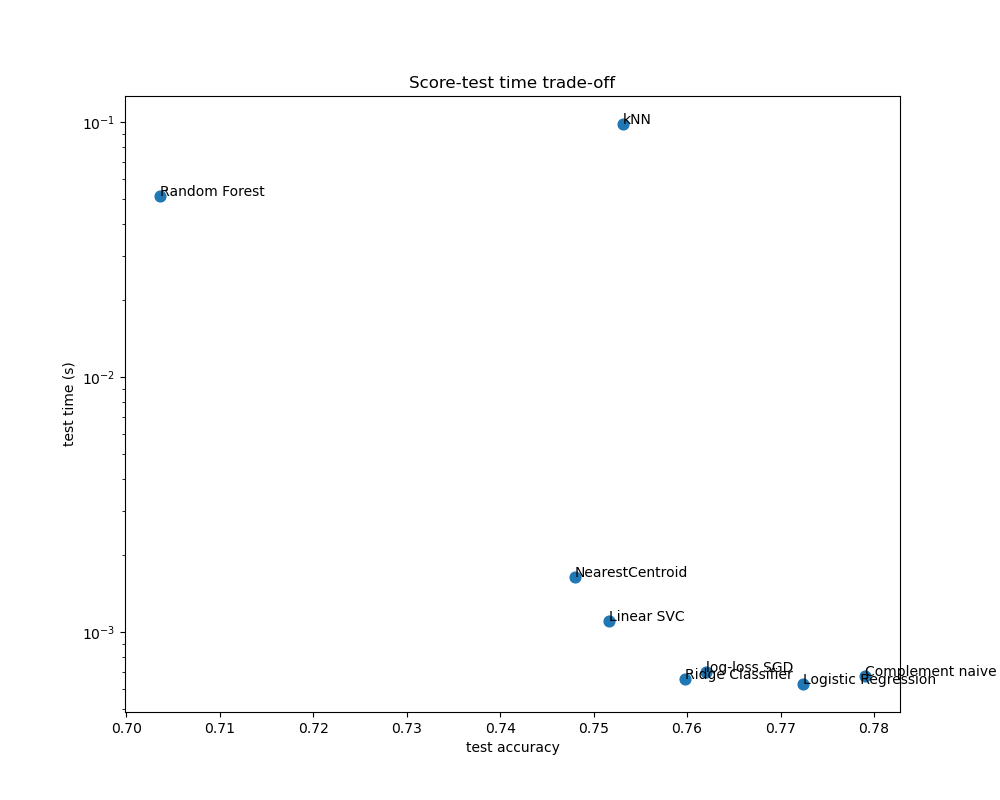 Score-test time trade-off
10⁻¹
kNN
Random Forest
10⁻²
test time (s)
NearestCentroid
Linear SVC
10⁻³
log-loss SGD
Ridge Classifier
Complement naive
Logistic Regression
0.70 0.71 0.72 0.73 0.74 0.75 0.76 0.77 0.78
test accuracy